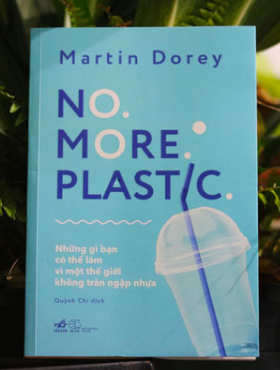 Martin Dorey
NO.
MORE.
PLASTIC.
Những gì bạn
có thể làm
vì một thế giới
không tràn ngập nhựa
Quỳnh Chi dịch